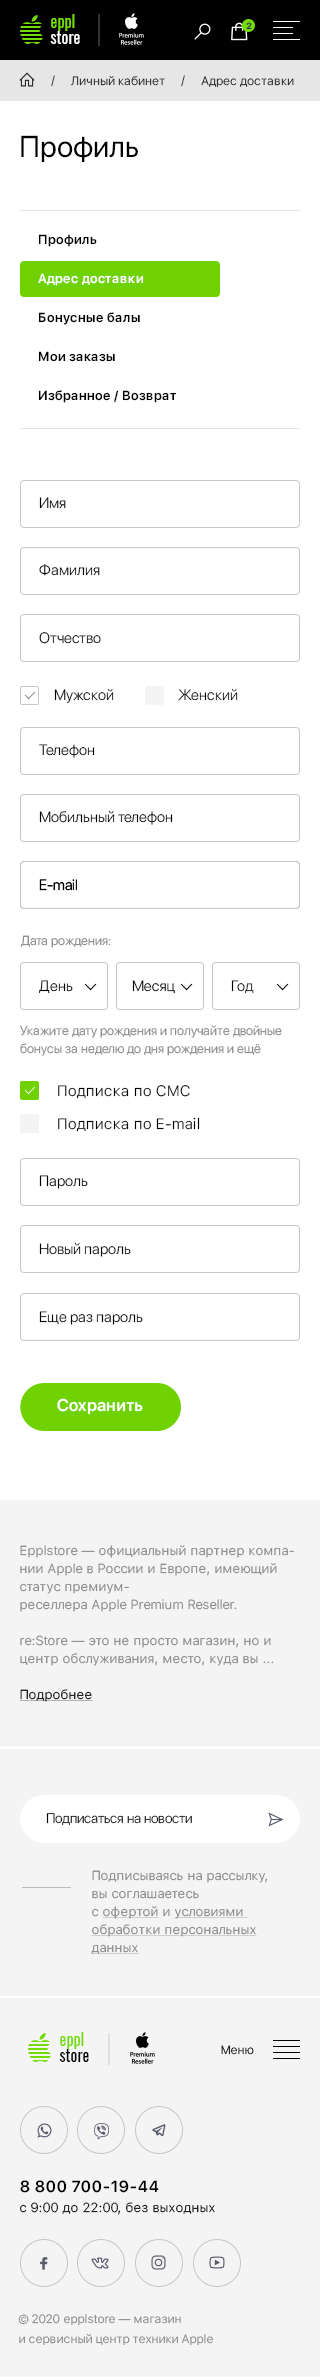 eppl
store
Premium
Reseller
2
/ Личный кабинет / Адрес доставки
Профиль
Профиль
Адрес доставки
Бонусные балы
Мои заказы
Избранное / Возврат
Имя
Фамилия
Отчество
Мужской Женский
Телефон
Мобильный телефон
E-mail
Дата рождения:
День Месяц Год
Укажите дату рождения и получайте двойные
бонусы за неделю до дня рождения и ещё
Подписка по СМС
Подписка по E-mail
Пароль
Новый пароль
Еще раз пароль
Сохранить
Epplstore — официальный партнер компа-
нии Apple в России и Европе, имеющий
статус премиум-
реселлера Apple Premium Reseller.
re:Store — это не просто магазин, но и
центр обслуживания, место, куда вы ...
Подробнее
Подписаться на новости
Подписываясь на рассылку,
вы соглашаетесь
с офертой и условиями
обработки персональных
данных
eppl
store
Premium
Reseller
Меню
8 800 700-19-44
с 9:00 до 22:00, без выходных
© 2020 epplstore — магазин
и сервисный центр техники Apple